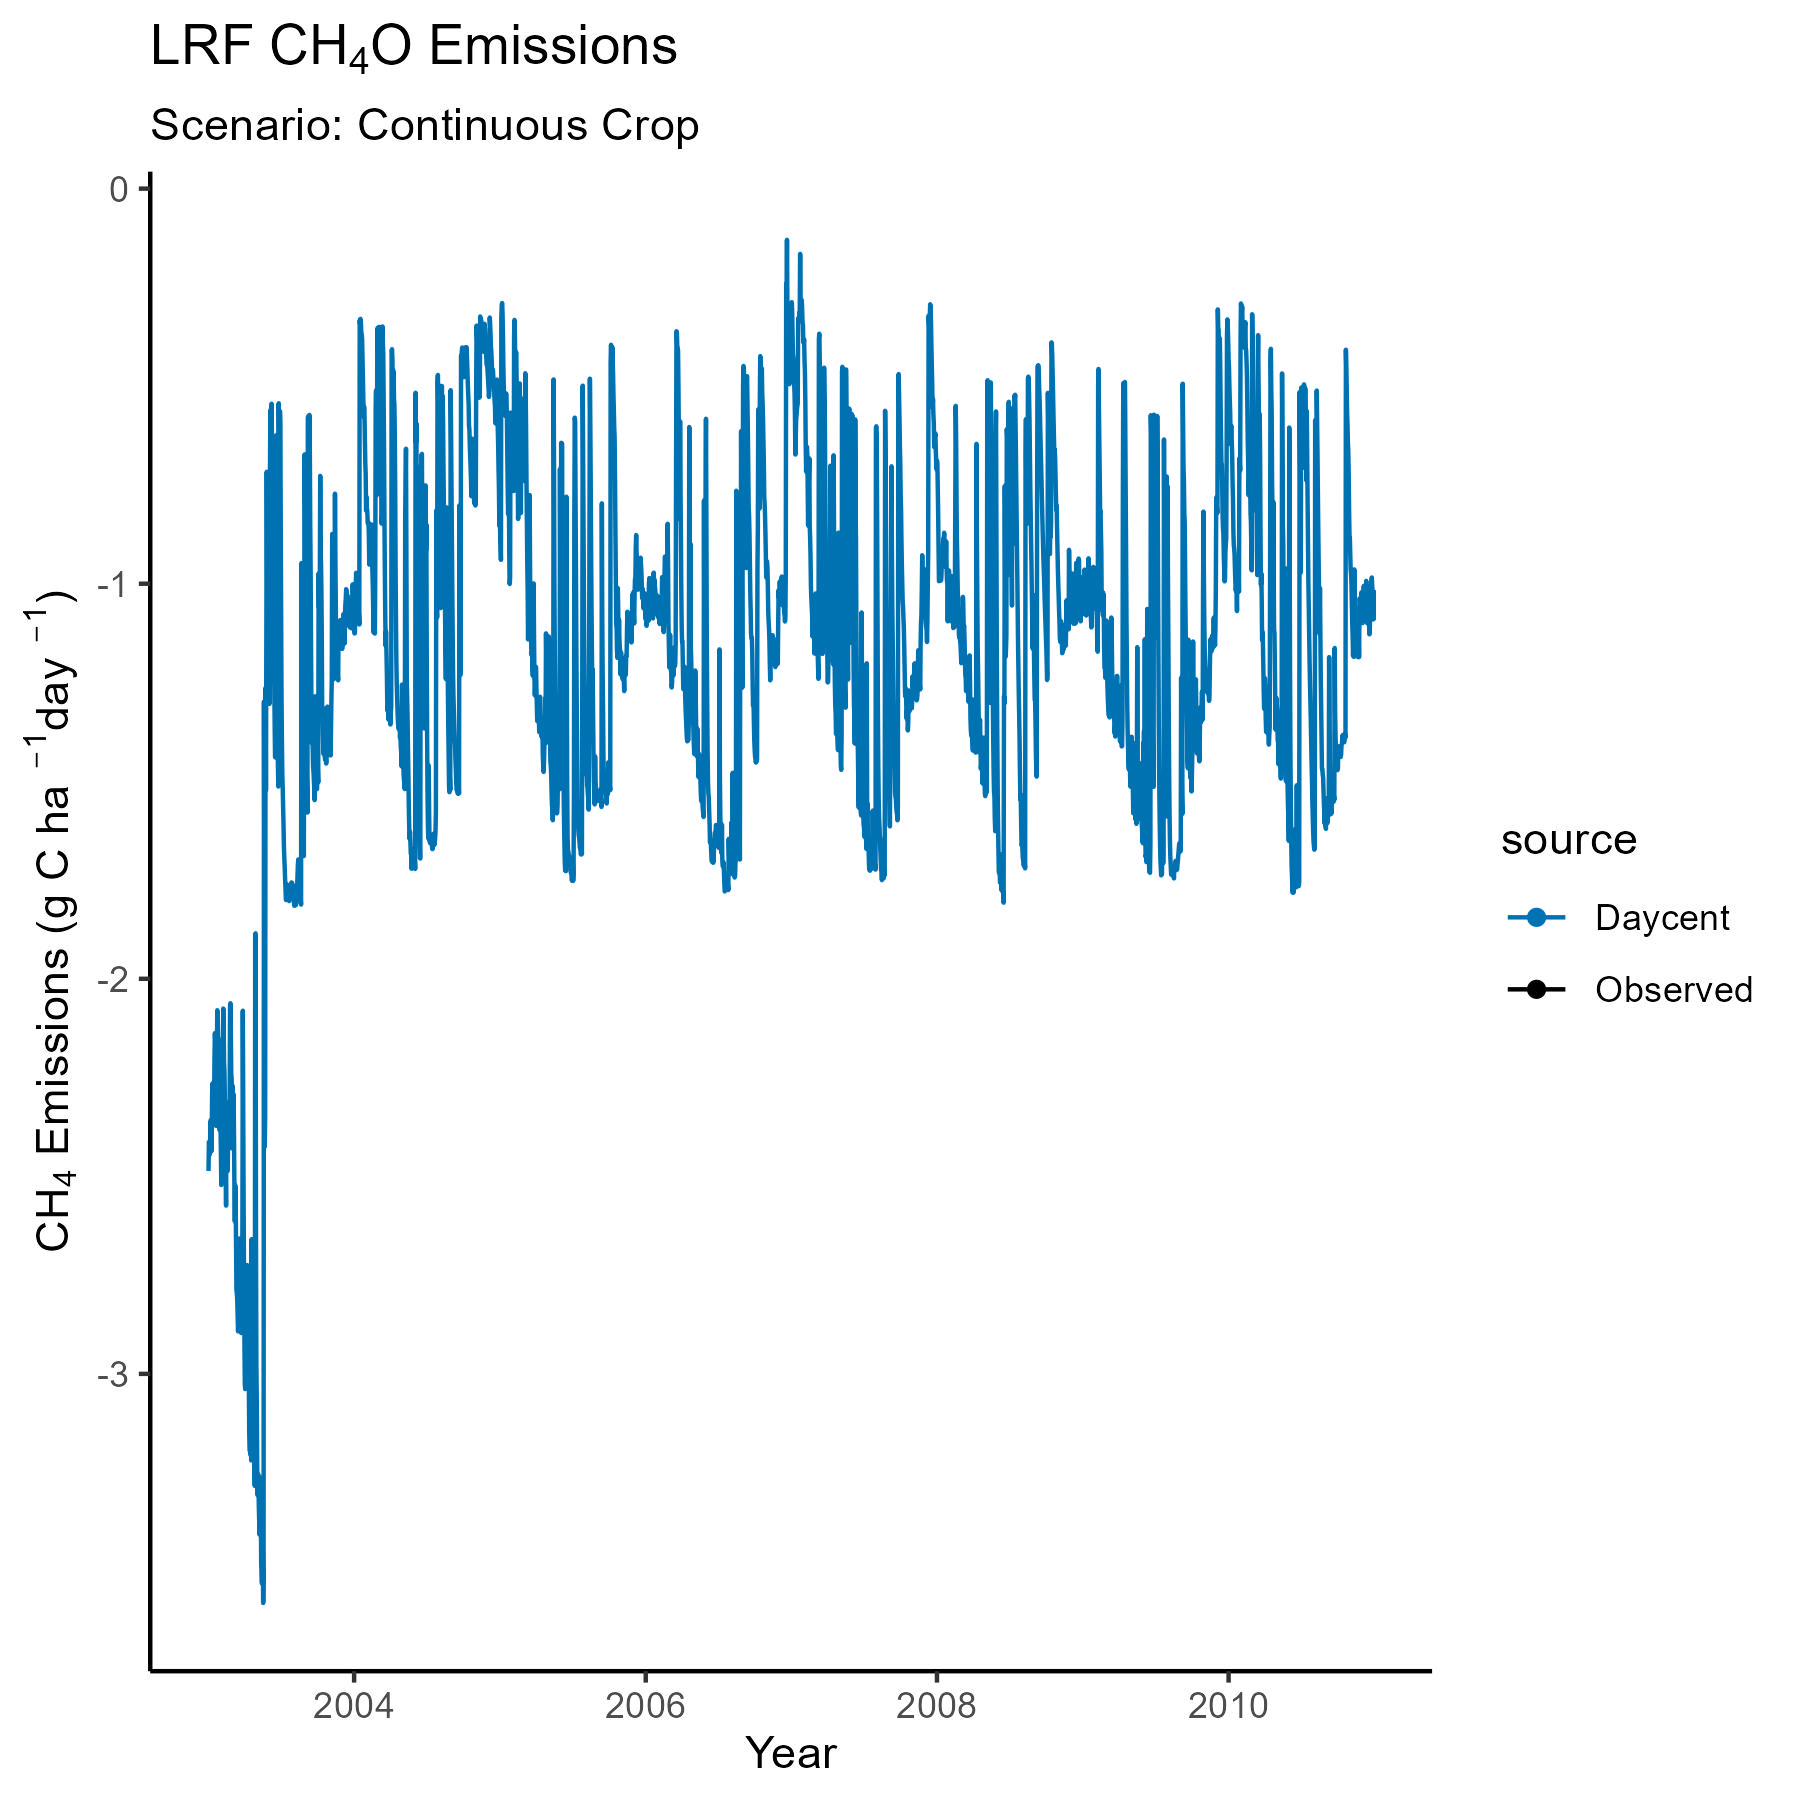 LRF CH₄O Emissions
Scenario: Continuous Crop
CH₄ Emissions (g C ha ⁻¹day ⁻¹)
0
-1
-2
-3
2004 2006 2008 2010
Year
source
Daycent
Observed